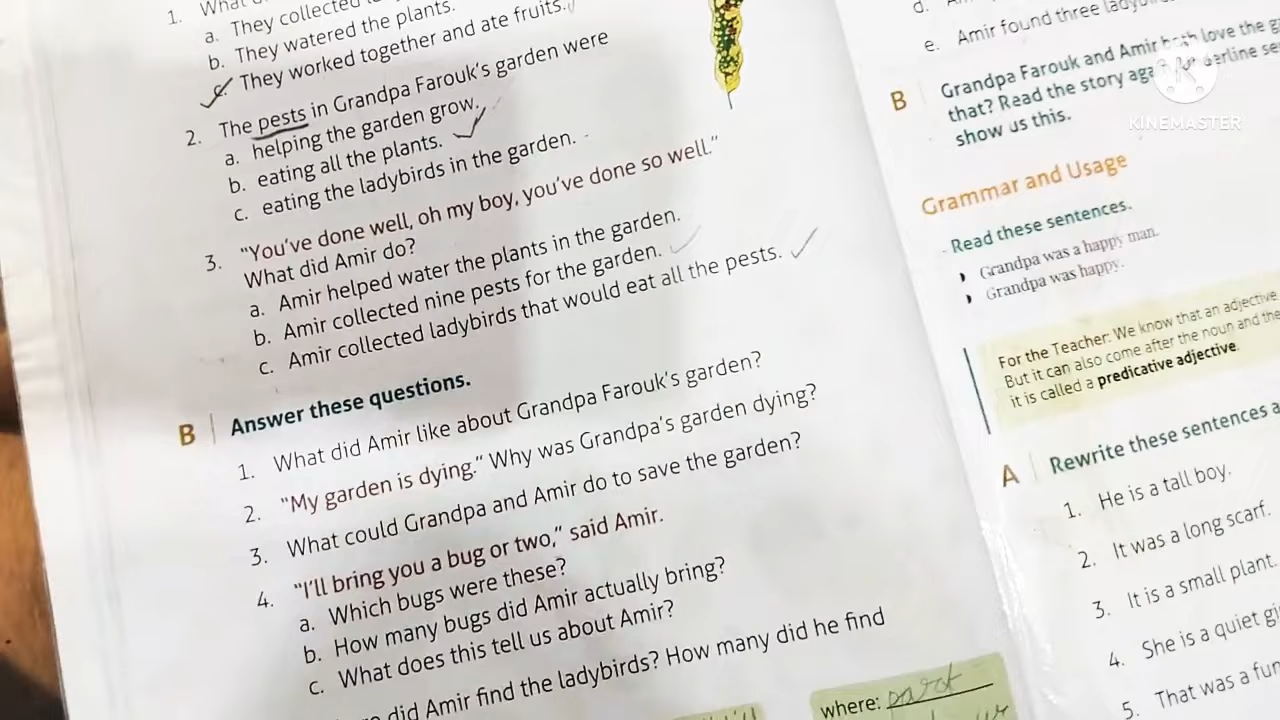 1. What
a. They collected
b. They watered the plants.
c. They worked together and ate fruits.
2. The pests in Grandpa Farouk's garden were
a. helping the garden grow.
b. eating all the plants.
c. eating the ladybirds in the garden.
3. "You've done well, oh my boy, you've done so well."
What did Amir do?
a. Amir helped water the plants in the garden.
b. Amir collected nine pests for the garden.
c. Amir collected ladybirds that would eat all the pests.
B Answer these questions.
1. What did Amir like about Grandpa Farouk's garden?
2. "My garden is dying." Why was Grandpa's garden dying?
3. What could Grandpa and Amir do to save the garden?
4. "I'll bring you a bug or two," said Amir.
a. Which bugs were these?
b. How many bugs did Amir actually bring?
c. What does this tell us about Amir?
did Amir find the ladybirds? How many did he find
where:
d.
e. Amir found three
B Grandpa Farouk and Amir both love the
that? Read the story
show us this.
KINEMASTER
Grammar and Usage
Read these sentences.
Grandpa was a happy man.
Grandpa was happy.
For the Teacher: We know that an adjective
But it can also come after the noun and the
it is called a predicative adjective.
A Rewrite these sentences
1. He is a tall boy.
2. It was a long scarf.
3. It is a small plant.
4. She is a quiet
5. That was a